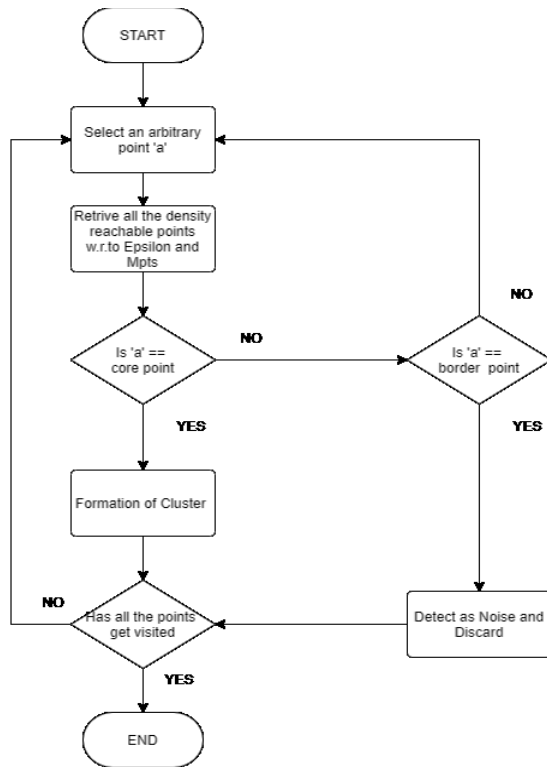 START
Select an arbitrary
point 'a'
Retrive all the density
reachable points
w.r.to Epsilon and
Mpts
Is 'a' ==
core point
NO
Is 'a' ==
border point
NO
YES
YES
Formation of Cluster
Has all the points
get visited
NO
YES
Detect as Noise and
Discard
END